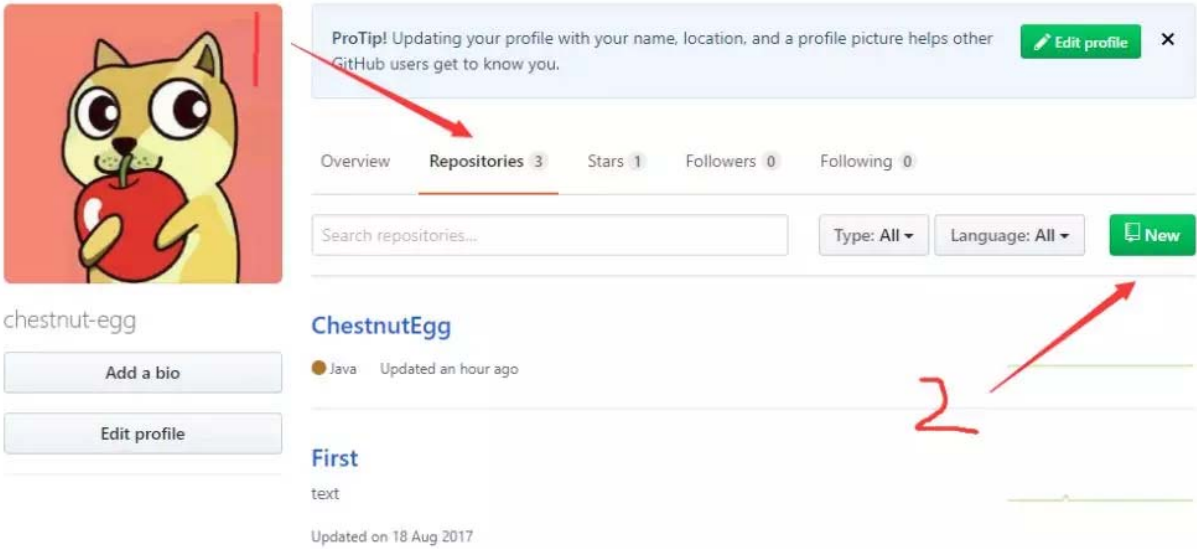 1
ProTip! Updating your profile with your name, location, and a profile picture helps other
GitHub users get to know you.
Edit profile
×
Overview Repositories 3 Stars 1 Followers 0 Following 0
Search repositories... Type: All Language: All New
chestnut-egg
Add a bio
Edit profile
ChestnutEgg
Java Updated an hour ago
2
First
text
Updated on 18 Aug 2017